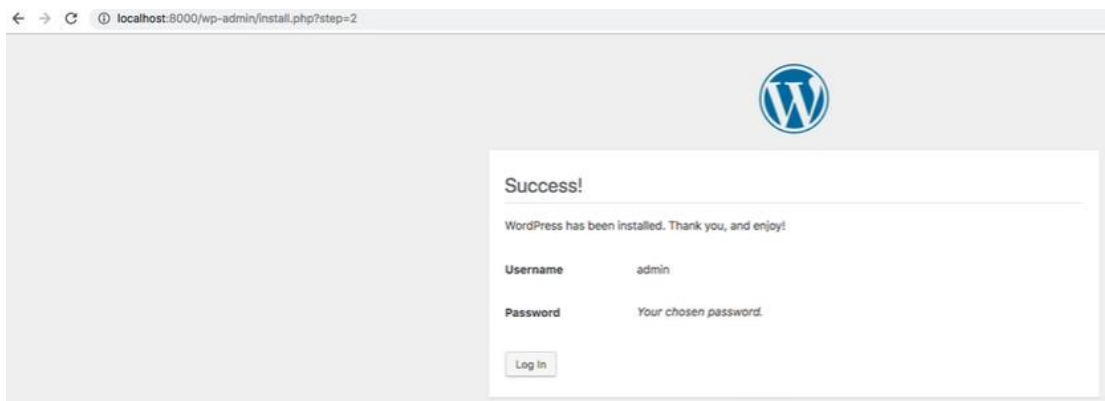 localhost:8000/wp-admin/install.php?step=2
W
Success!
WordPress has been installed. Thank you, and enjoy!
Username admin
Password Your chosen password.
Log In